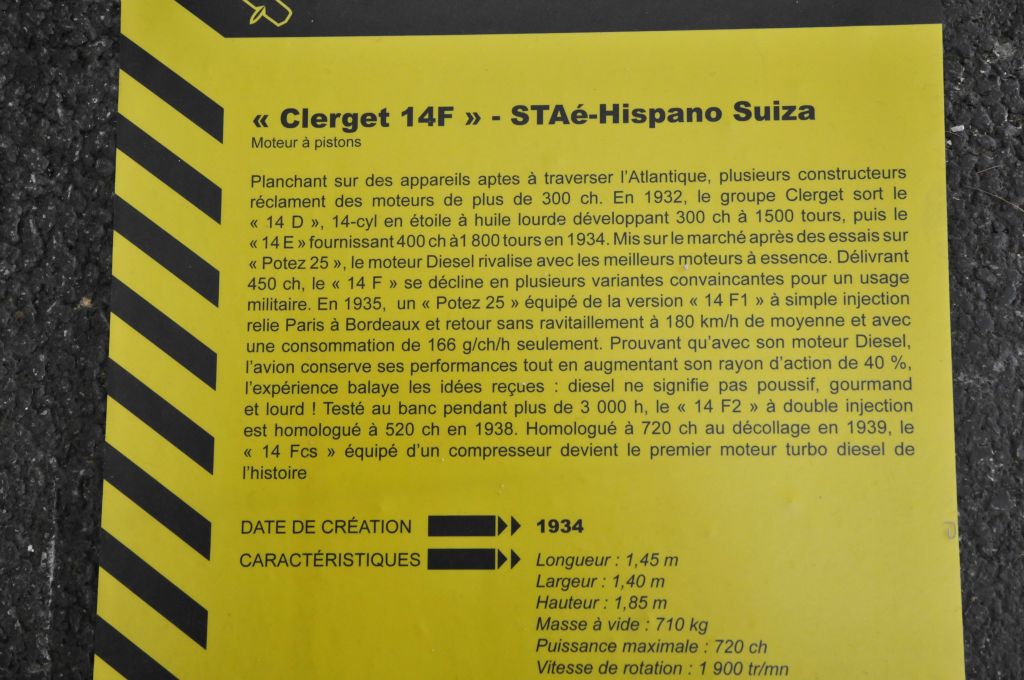 « Clerget 14F » - STAé-Hispano Suiza
Moteur à pistons
Planchant sur des appareils aptes à traverser l’Atlantique, plusieurs constructeurs
réclament des moteurs de plus de 300 ch. En 1932, le groupe Clerget sort le
« 14 D », 14-cyl en étoile à huile lourde développant 300 ch à 1500 tours, puis le
« 14 E » fournissant 400 ch à 1 800 tours en 1934. Mis sur le marché après des essais sur
« Potez 25 », le moteur Diesel rivalise avec les meilleurs moteurs à essence. Délivrant
450 ch, le « 14 F » se décline en plusieurs variantes convaincantes pour un usage
militaire. En 1935, un « Potez 25 » équipé de la version « 14 F1 » à simple injection
relie Paris à Bordeaux et retour sans ravitaillement à 180 km/h de moyenne et avec
une consommation de 166 g/ch/h seulement. Prouvant qu’avec son moteur Diesel,
l’avion conserve ses performances tout en augmentant son rayon d’action de 40 %,
l’expérience balaye les idées reçues : diesel ne signifie pas poussif, gourmand
et lourd ! Testé au banc pendant plus de 3 000 h, le « 14 F2 » à double injection
est homologué à 520 ch en 1938. Homologué à 720 ch au décollage en 1939, le
« 14 Fcs » équipé d’un compresseur devient le premier moteur turbo diesel de
l’histoire
DATE DE CRÉATION 1934
CARACTÉRISTIQUES Longueur : 1,45 m
Largeur : 1,40 m
Hauteur : 1,85 m
Masse à vide : 710 kg
Puissance maximale : 720 ch
Vitesse de rotation : 1 900 tr/mn